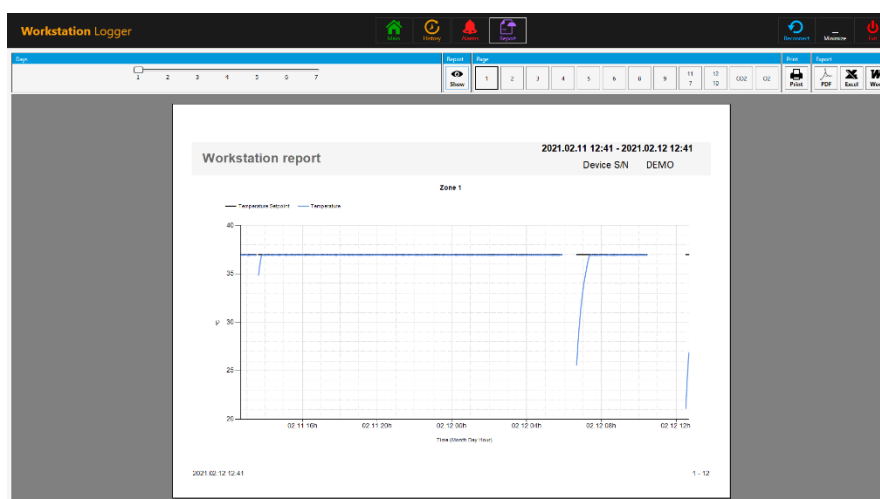 Workstation Logger
Main
History
Alarms
Report
Reconnect
Minimize
Exit
Days
1 2 3 4 5 6 7
Report
Show
Page
1 2 3 4 5 6 8 9 11 7 12 10 CO2 O2
Print
Print
Export
PDF Excel Wor
Workstation report
2021.02.11 12:41 - 2021.02.12 12:41
Device S/N DEMO
Zone 1
Temperature Setpoint Temperature
40
35
°C
30
25
20
02.11 16h 02.11 20h 02.12 00h 02.12 04h 02.12 08h 02.12 12h
Time (Month Day Hour)
2021.02.12 12:41
1 - 12